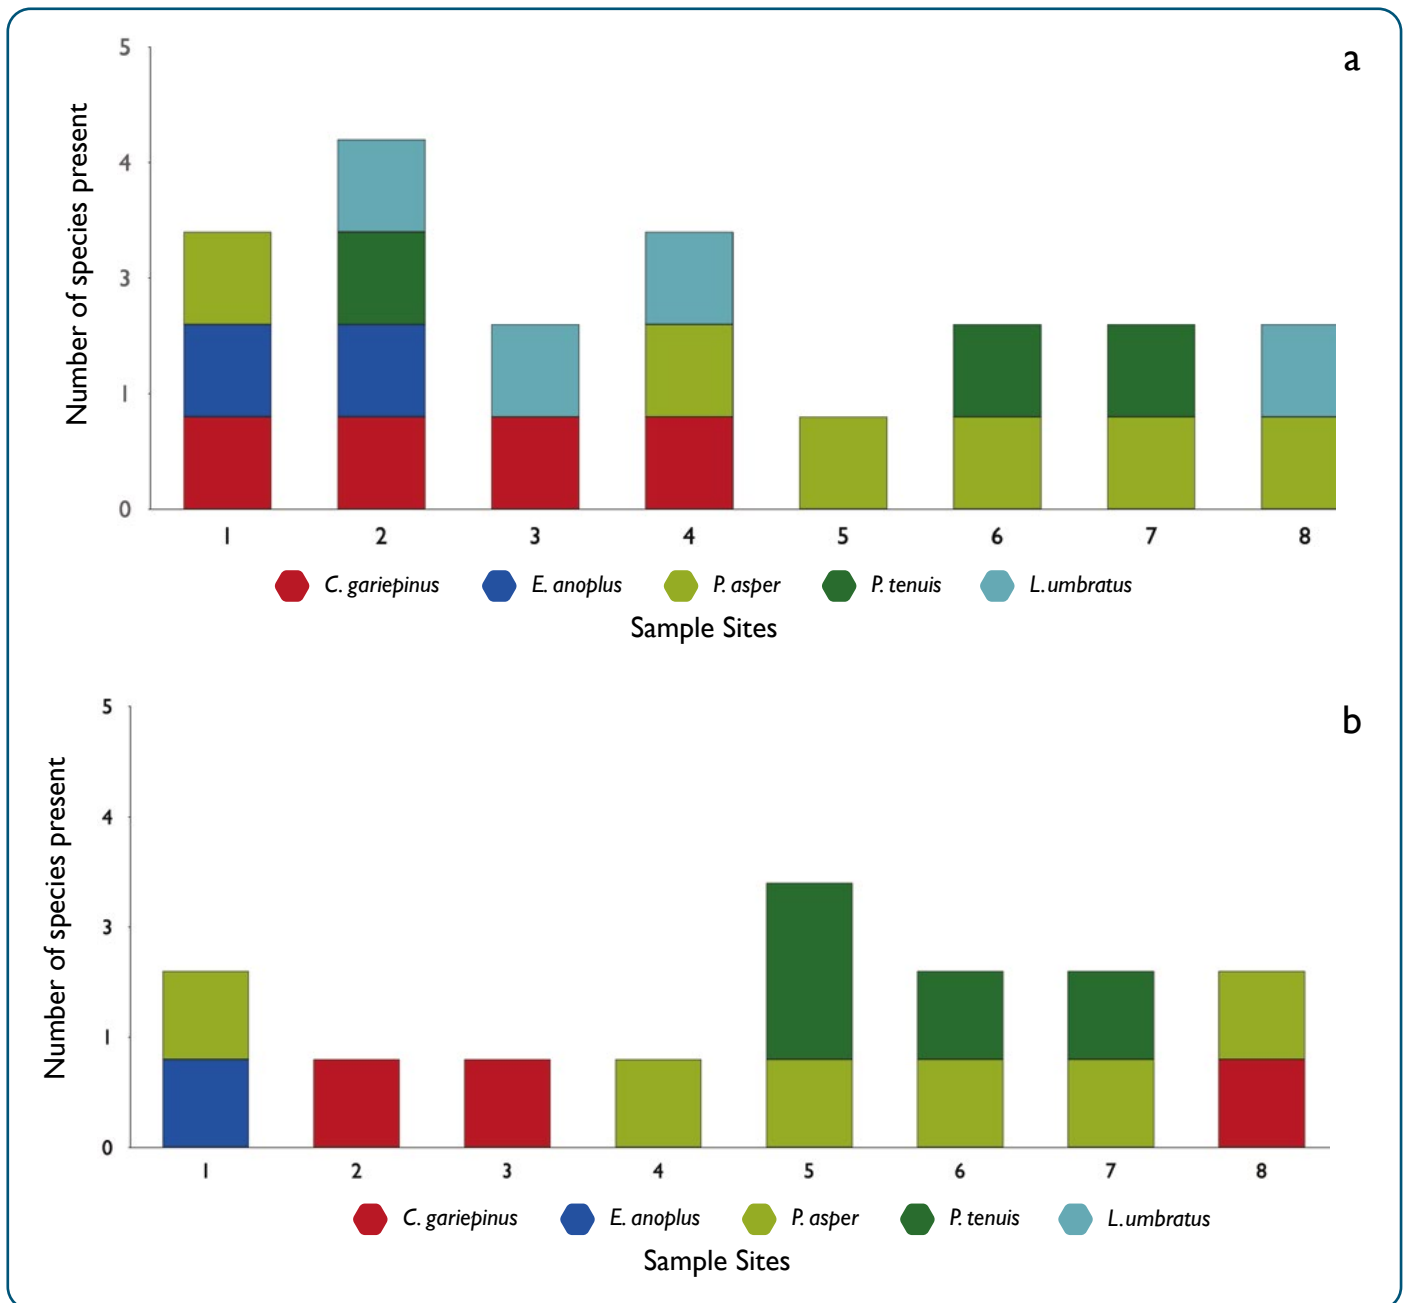 a
Number of species present
5
4
3
1
0
1 2 3 4 5 6 7 8
C. gariepinus E. anoplus P. asper P. tenuis L. umbratus
Sample Sites
b
Number of species present
5
4
3
1
0
1 2 3 4 5 6 7 8
C. gariepinus E. anoplus P. asper P. tenuis L. umbratus
Sample Sites